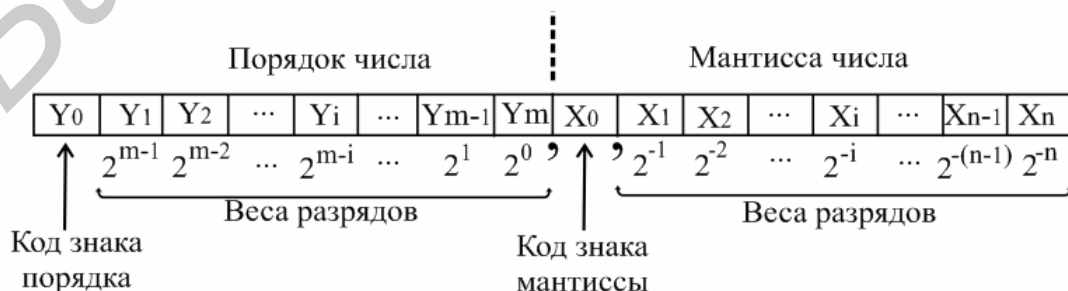 Порядок числа Мантисса числа
Y0 Y1 Y2 ... Yi ... Ym-1 Ym X0 X1 X2 ... Xi ... Xn-1 Xn
2^m-1 2^m-2 ... 2^m-i ... 2^1 2^0 , , 2^-1 2^-2 ... 2^-i ... 2^-(n-1) 2^-n
Веса разрядов Веса разрядов
Код знака порядка
Код знака мантиссы